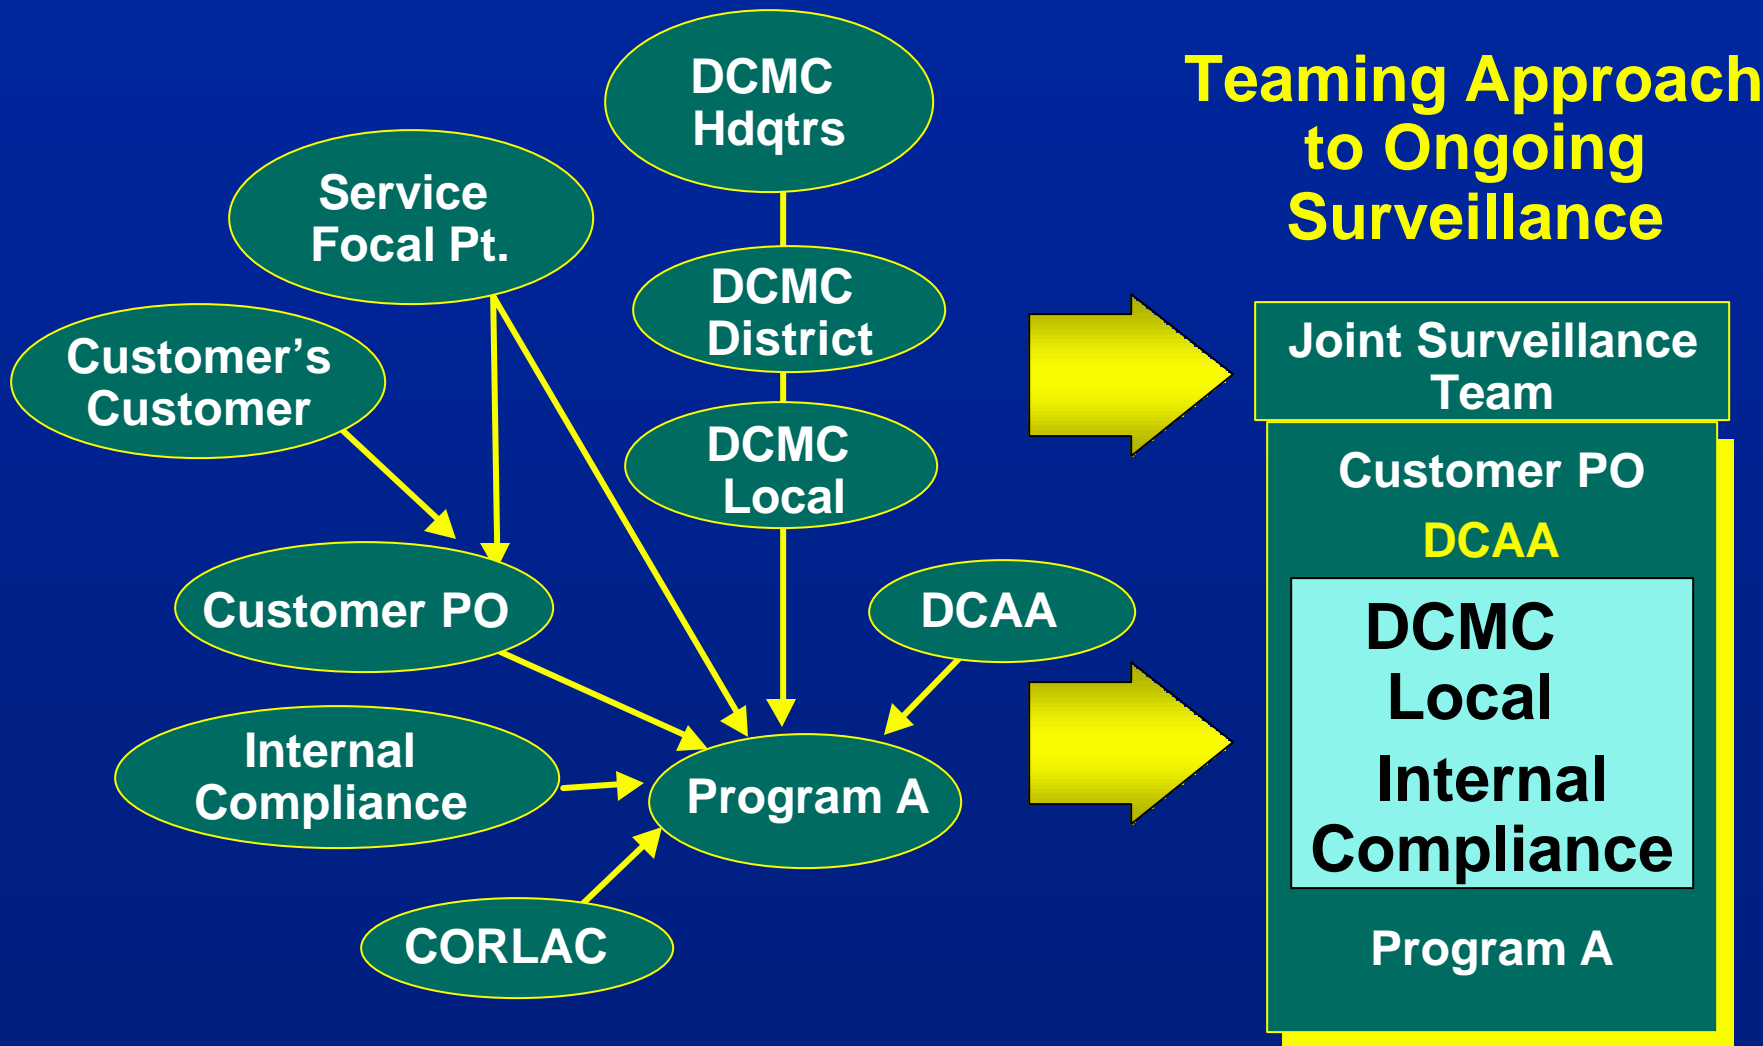 Teaming Approach
to Ongoing
Surveillance
DCMC
Hdqtrs
Service
Focal Pt.
DCMC
District
Customer’s
Customer
DCMC
Local
Customer PO
DCAA
Internal
Compliance
Program A
CORLAC
Joint Surveillance
Team
Customer PO
DCAA
DCMC
Local
Internal
Compliance
Program A